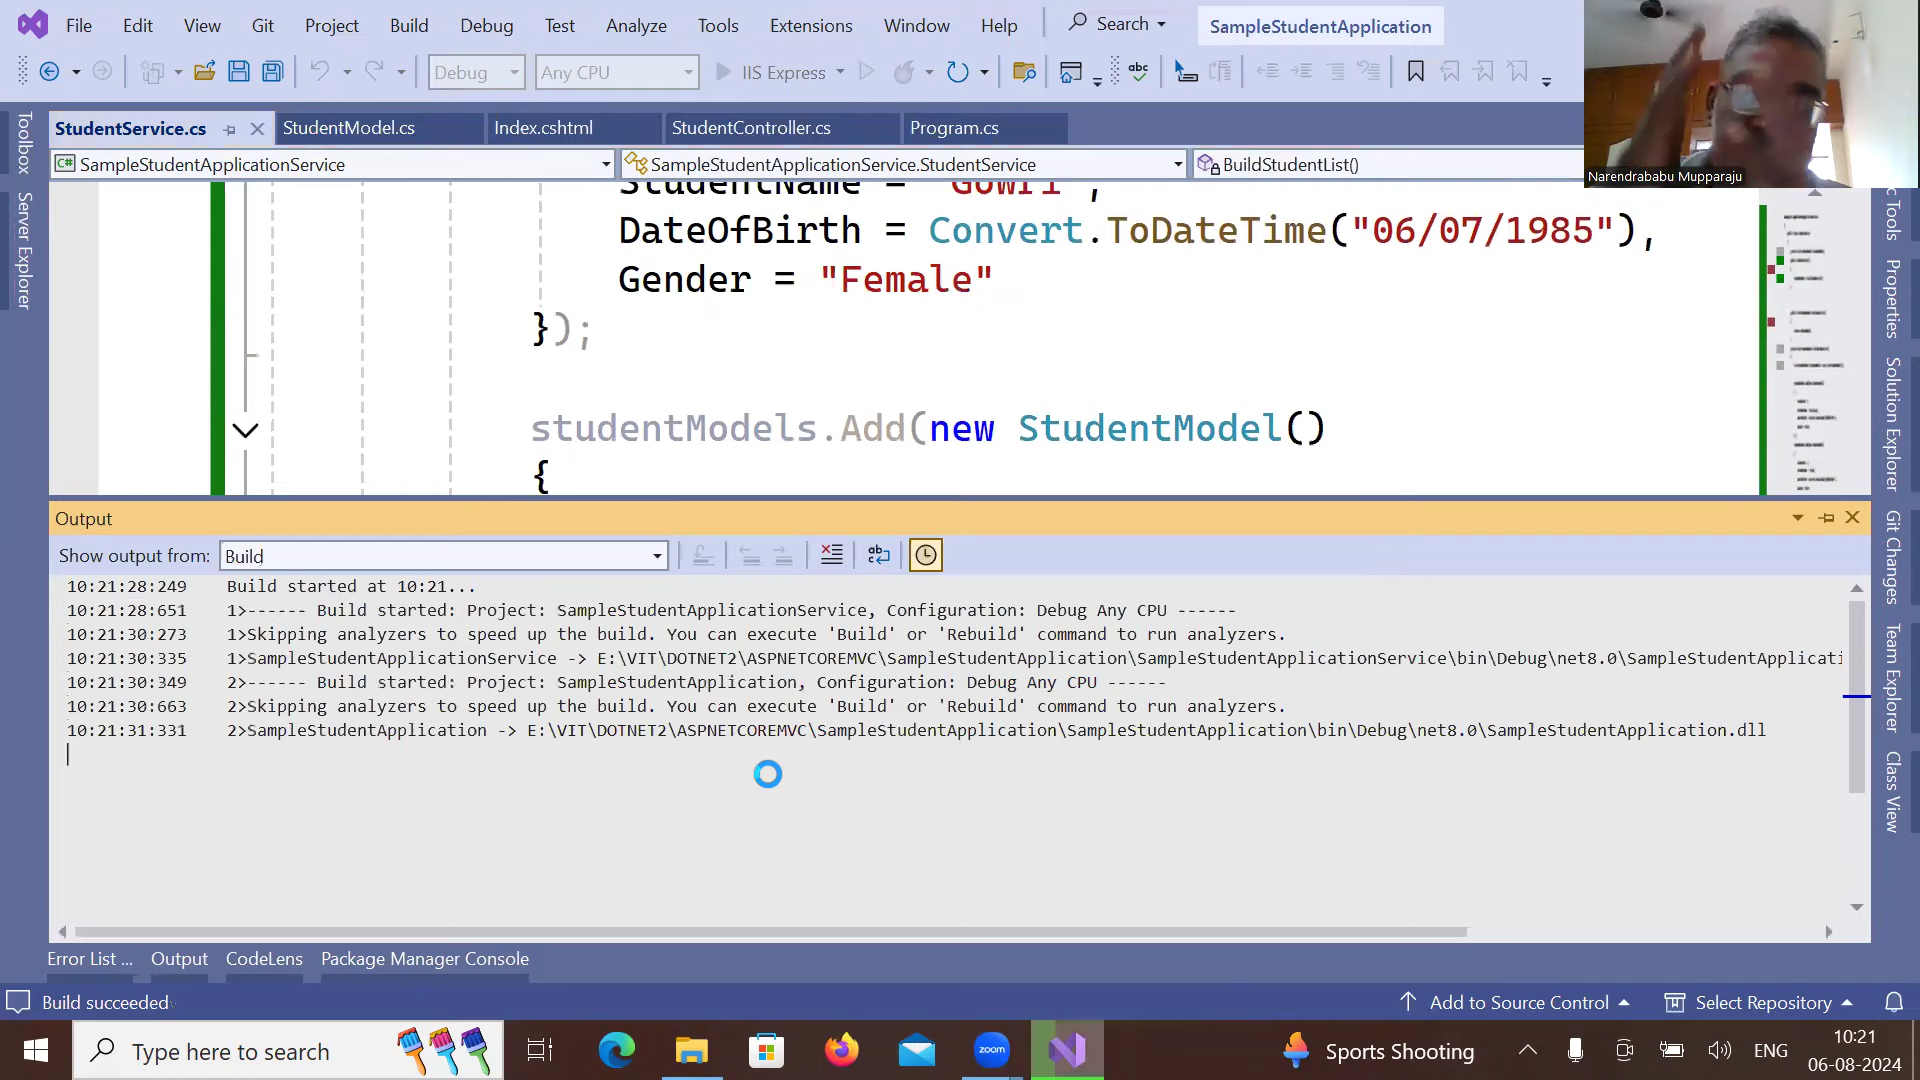 File Edit View Git Project Build Debug Test Analyze Tools Extensions Window Help Search SampleStudentApplication
Debug Any CPU IIS Express
Narendrababu Mupparaju
Toolbox
Server Explorer
StudentService.cs StudentModel.cs Index.cshtml StudentController.cs Program.cs
C# SampleStudentApplicationService SampleStudentApplicationService.StudentService BuildStudentList()
StudentName = "Gowri",
DateOfBirth = Convert.ToDateTime("06/07/1985"),
Gender = "Female"
});
studentModels.Add(new StudentModel()
{
Output
Show output from: Build
10:21:28:249 Build started at 10:21...
10:21:28:651 1>------ Build started: Project: SampleStudentApplicationService, Configuration: Debug Any CPU ------
10:21:30:273 1>Skipping analyzers to speed up the build. You can execute 'Build' or 'Rebuild' command to run analyzers.
10:21:30:335 1>SampleStudentApplicationService -> E:\VIT\DOTNET2\ASPNETCOREMVC\SampleStudentApplication\SampleStudentApplicationService\bin\Debug\net8.0\SampleStudentApplicati
10:21:30:349 2>------ Build started: Project: SampleStudentApplication, Configuration: Debug Any CPU ------
10:21:30:663 2>Skipping analyzers to speed up the build. You can execute 'Build' or 'Rebuild' command to run analyzers.
10:21:31:331 2>SampleStudentApplication -> E:\VIT\DOTNET2\ASPNETCOREMVC\SampleStudentApplication\SampleStudentApplication\bin\Debug\net8.0\SampleStudentApplication.dll
Properties
Solution Explorer
Git Changes
Team Explorer
Class View
Error List ... Output CodeLens Package Manager Console
Build succeeded
Add to Source Control Select Repository
Type here to search
zoom
Sports Shooting
ENG
10:21
06-08-2024